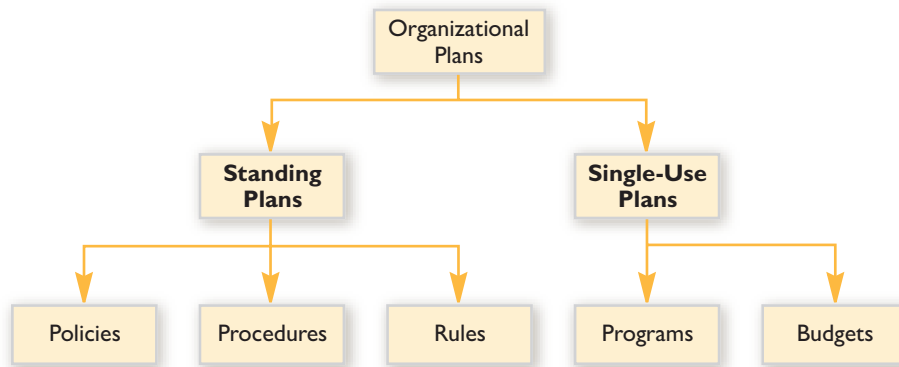 Organizational
Plans
Standing
Plans
Single-Use
Plans
Policies
Procedures
Rules
Programs
Budgets